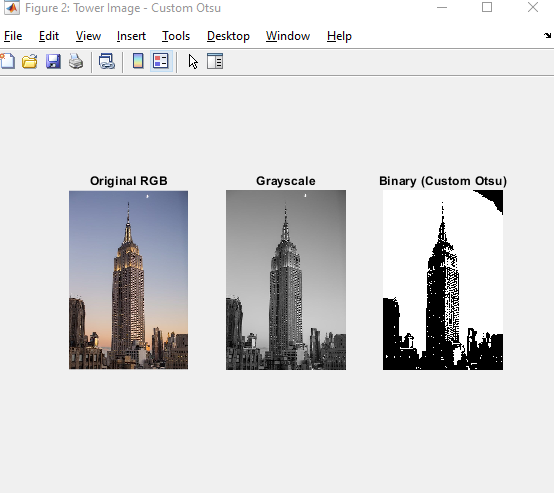 Figure 2: Tower Image - Custom Otsu
File Edit View Insert Tools Desktop Window Help
Original RGB
Grayscale
Binary (Custom Otsu)